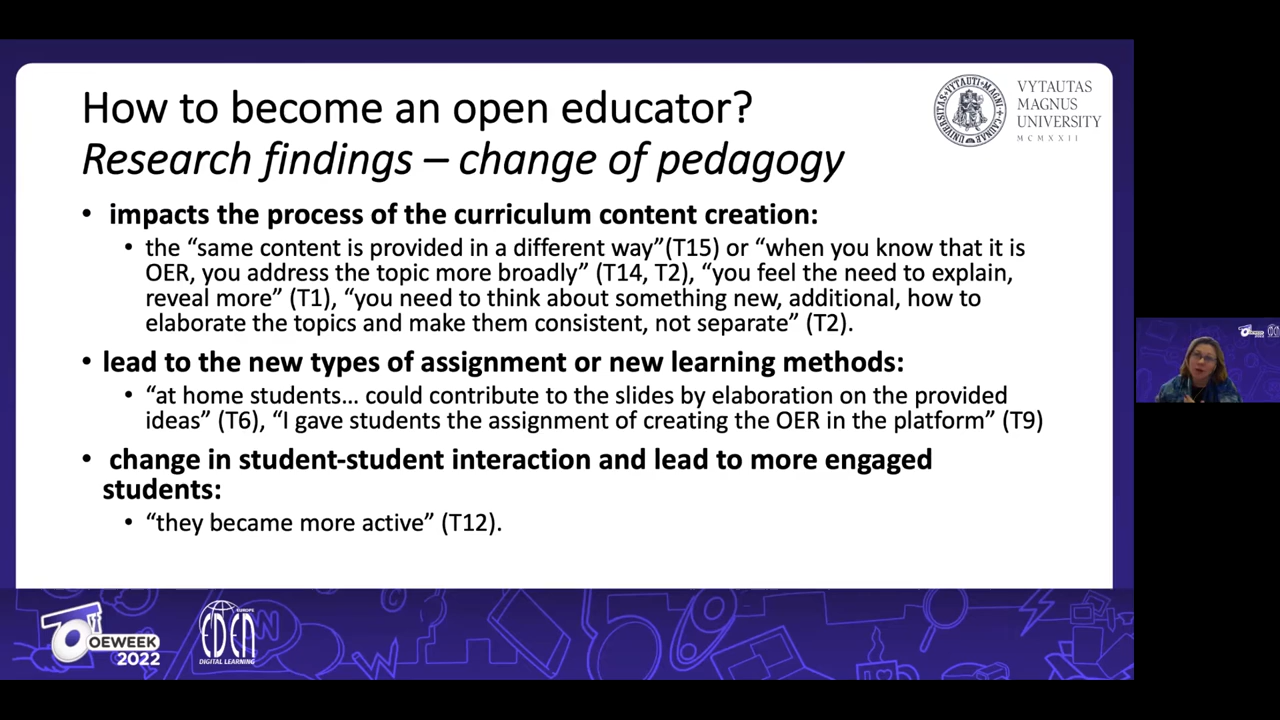 How to become an open educator?
Research findings – change of pedagogy
VYTAUTAS
MAGNUS
UNIVERSITY
MCMXXII
• impacts the process of the curriculum content creation:
• the “same content is provided in a different way”(T15) or “when you know that it is
OER, you address the topic more broadly” (T14, T2), “you feel the need to explain,
reveal more” (T1), “you need to think about something new, additional, how to
elaborate the topics and make them consistent, not separate” (T2).
• lead to the new types of assignment or new learning methods:
• “at home students… could contribute to the slides by elaboration on the provided
ideas” (T6), “I gave students the assignment of creating the OER in the platform” (T9)
• change in student-student interaction and lead to more engaged
students:
• “they became more active” (T12).
OEWEEK
2022
EUROPE
EDEN
DIGITAL LEARNING